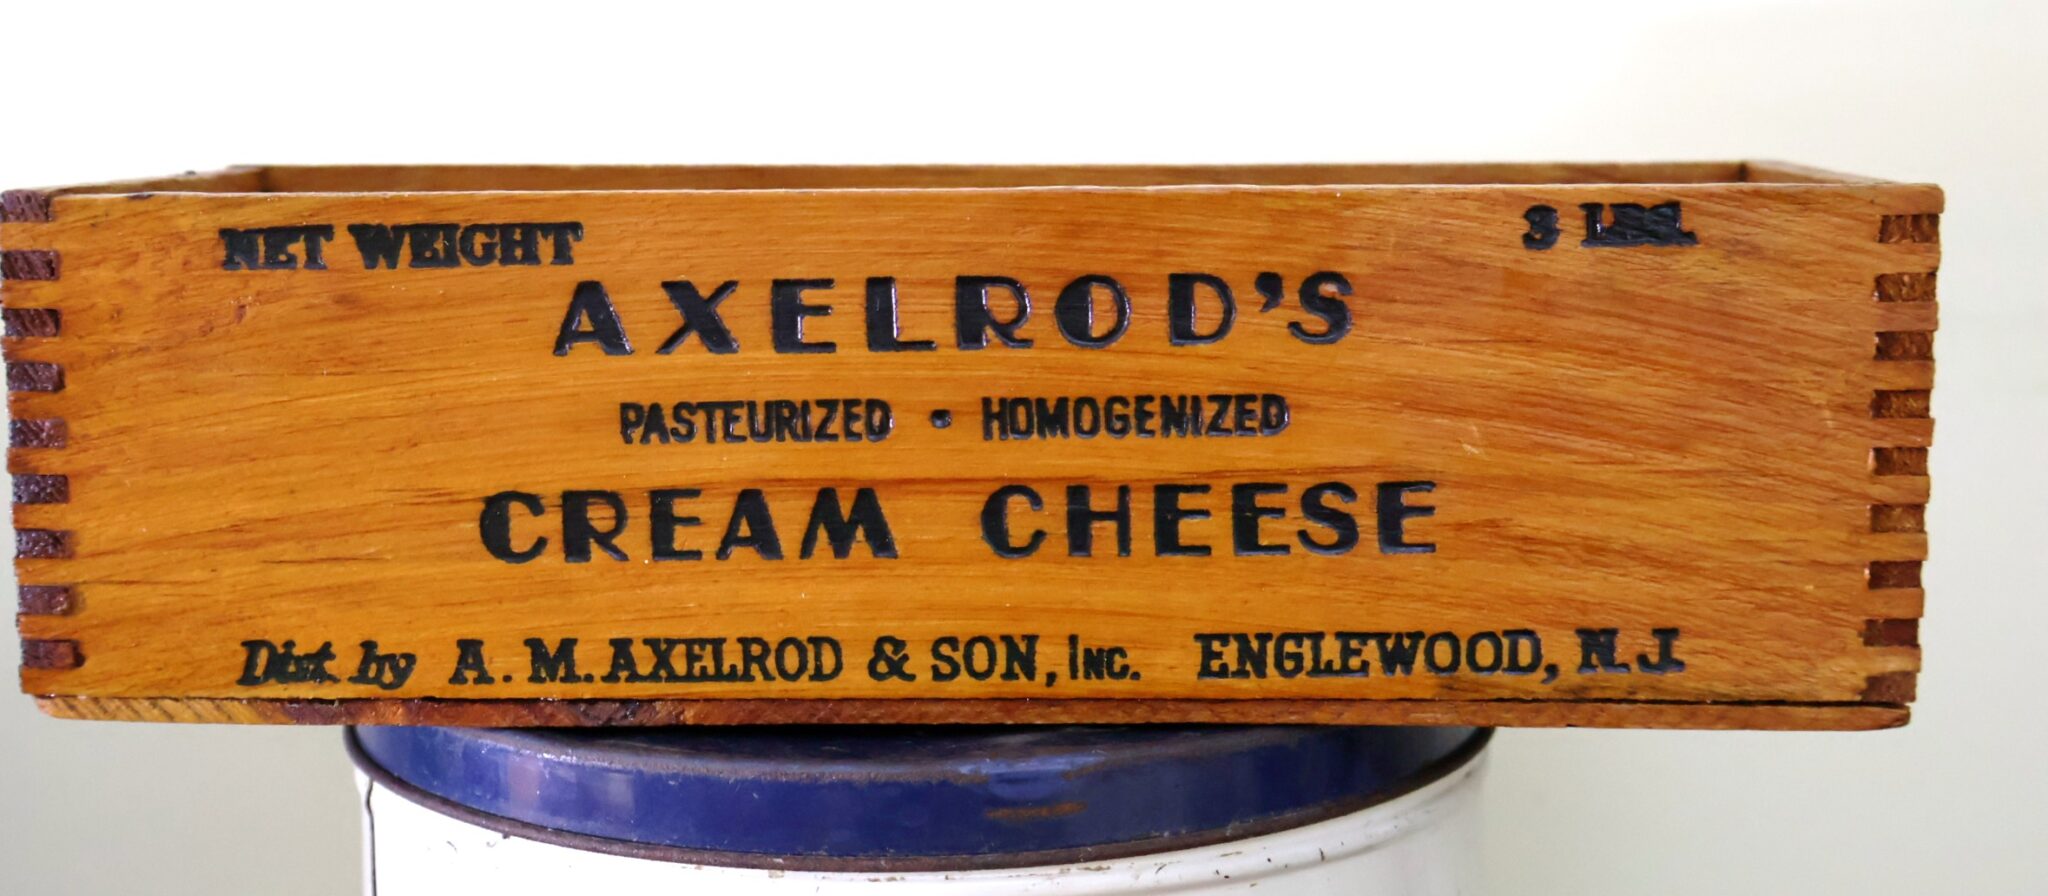 NET WEIGHT 3 LBS.
AXELROD'S
PASTEURIZED • HOMOGENIZED
CREAM CHEESE
Dist. by A. M. AXELROD & SON, INC. ENGLEWOOD, N. J.